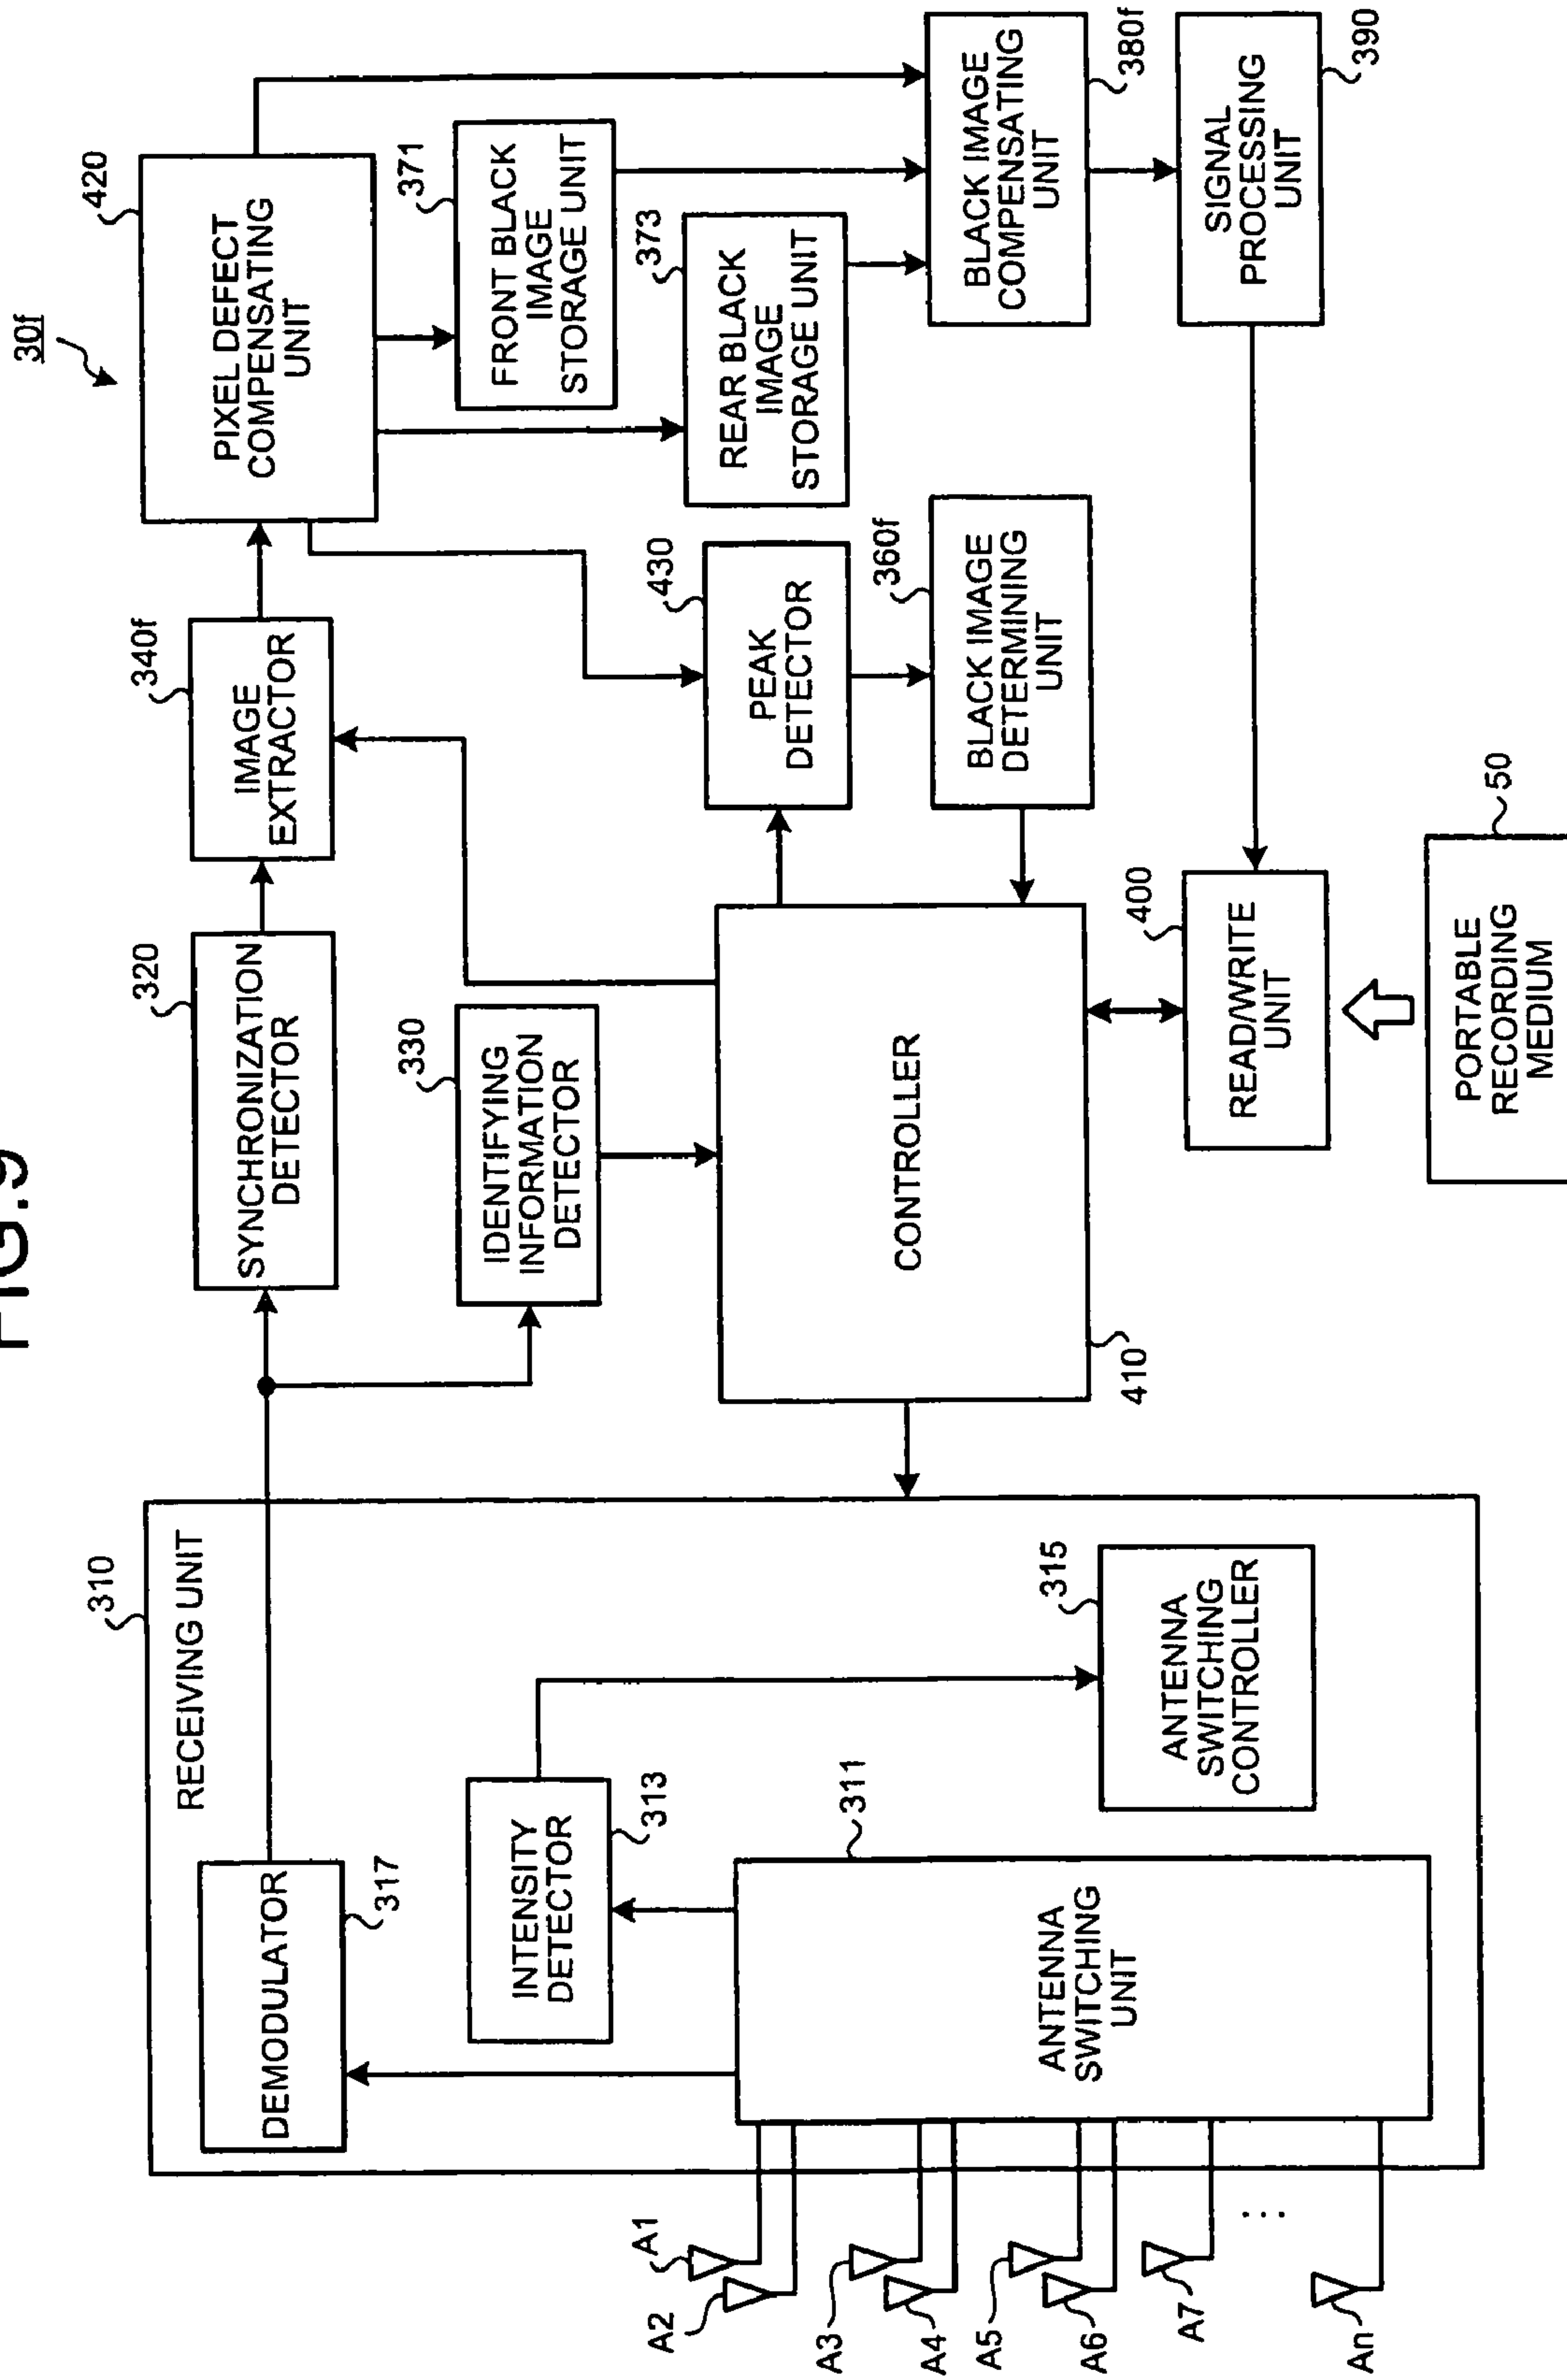 FIG.9
30f
310
RECEIVING UNIT
DEMODULATOR
317
INTENSITY
DETECTOR
313
311
ANTENNA
SWITCHING
UNIT
315
ANTENNA
SWITCHING
CONTROLLER
A1
A2
A3
A4
A5
A6
A7
...
An
320
SYNCHRONIZATION
DETECTOR
330
IDENTIFYING
INFORMATION
DETECTOR
340f
IMAGE
EXTRACTOR
420
PIXEL DEFECT
COMPENSATING
UNIT
371
FRONT BLACK
IMAGE
STORAGE UNIT
373
REAR BLACK
IMAGE
STORAGE UNIT
430
PEAK
DETECTOR
360f
BLACK IMAGE
DETERMINING
UNIT
BLACK IMAGE
COMPENSATING
UNIT
380f
SIGNAL
PROCESSING
UNIT
390
CONTROLLER
410
400
READ/WRITE
UNIT
50
PORTABLE
RECORDING
MEDIUM